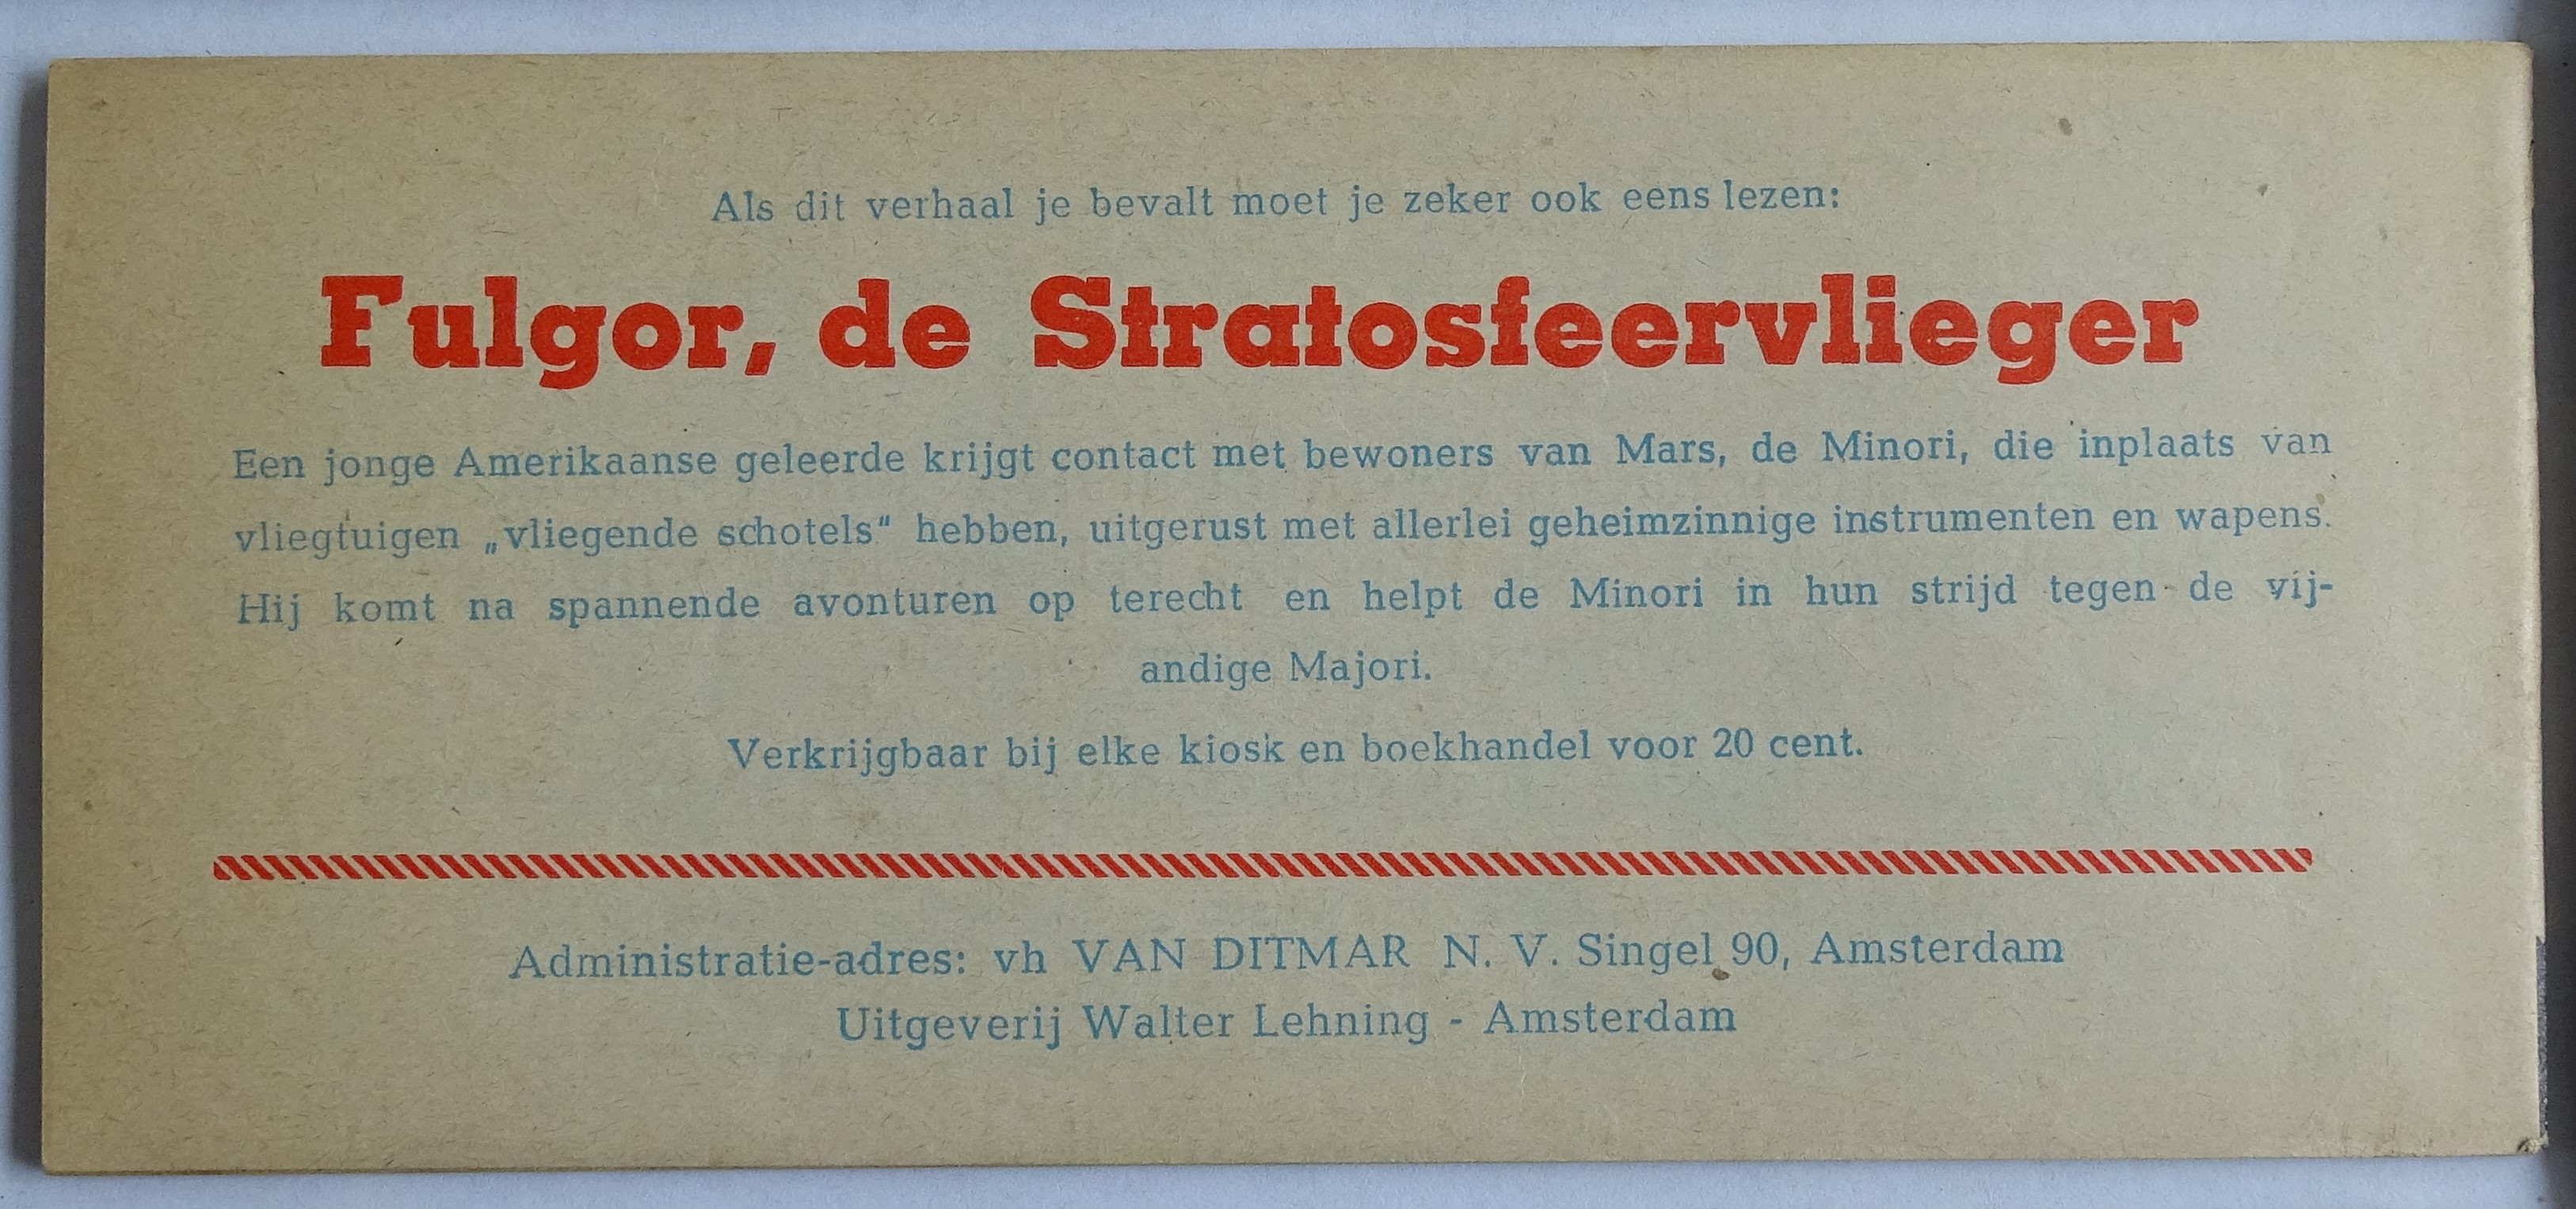 Als dit verhaal je bevalt moet je zeker ook eens lezen:
Fulgor, de Stratosfeervlieger
Een jonge Amerikaanse geleerde krijgt contact met bewoners van Mars, de Minori, die inplaats van
vliegtuigen „vliegende schotels" hebben, uitgerust met allerlei geheimzinnige instrumenten en wapens.
Hij komt na spannende avonturen op terecht en helpt de Minori in hun strijd tegen de vij-
andige Majori.
Verkrijgbaar bij elke kiosk en boekhandel voor 20 cent.
Administratie-adres: vh VAN DITMAR N. V. Singel 90, Amsterdam
Uitgeverij Walter Lehning - Amsterdam